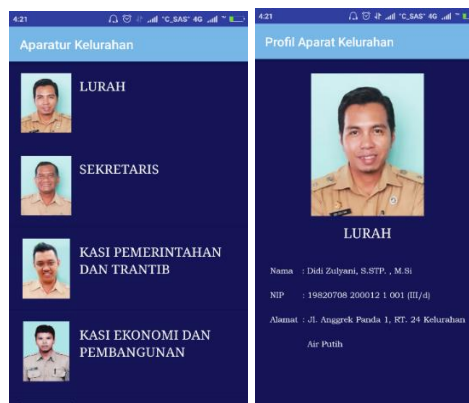 4:21
"C_SAS" 4G
Aparatur Kelurahan
LURAH
SEKRETARIS
KASI PEMERINTAHAN
DAN TRANTIB
KASI EKONOMI DAN
PEMBANGUNAN
4:21
"C_SAS" 4G
Profil Aparat Kelurahan
LURAH
Nama : Didi Zulyani, S.STP. , M.Si
NIP : 19820708 200012 1 001 (III/d)
Alamat : Jl. Anggrek Panda 1, RT. 24 Kelurahan
Air Putih